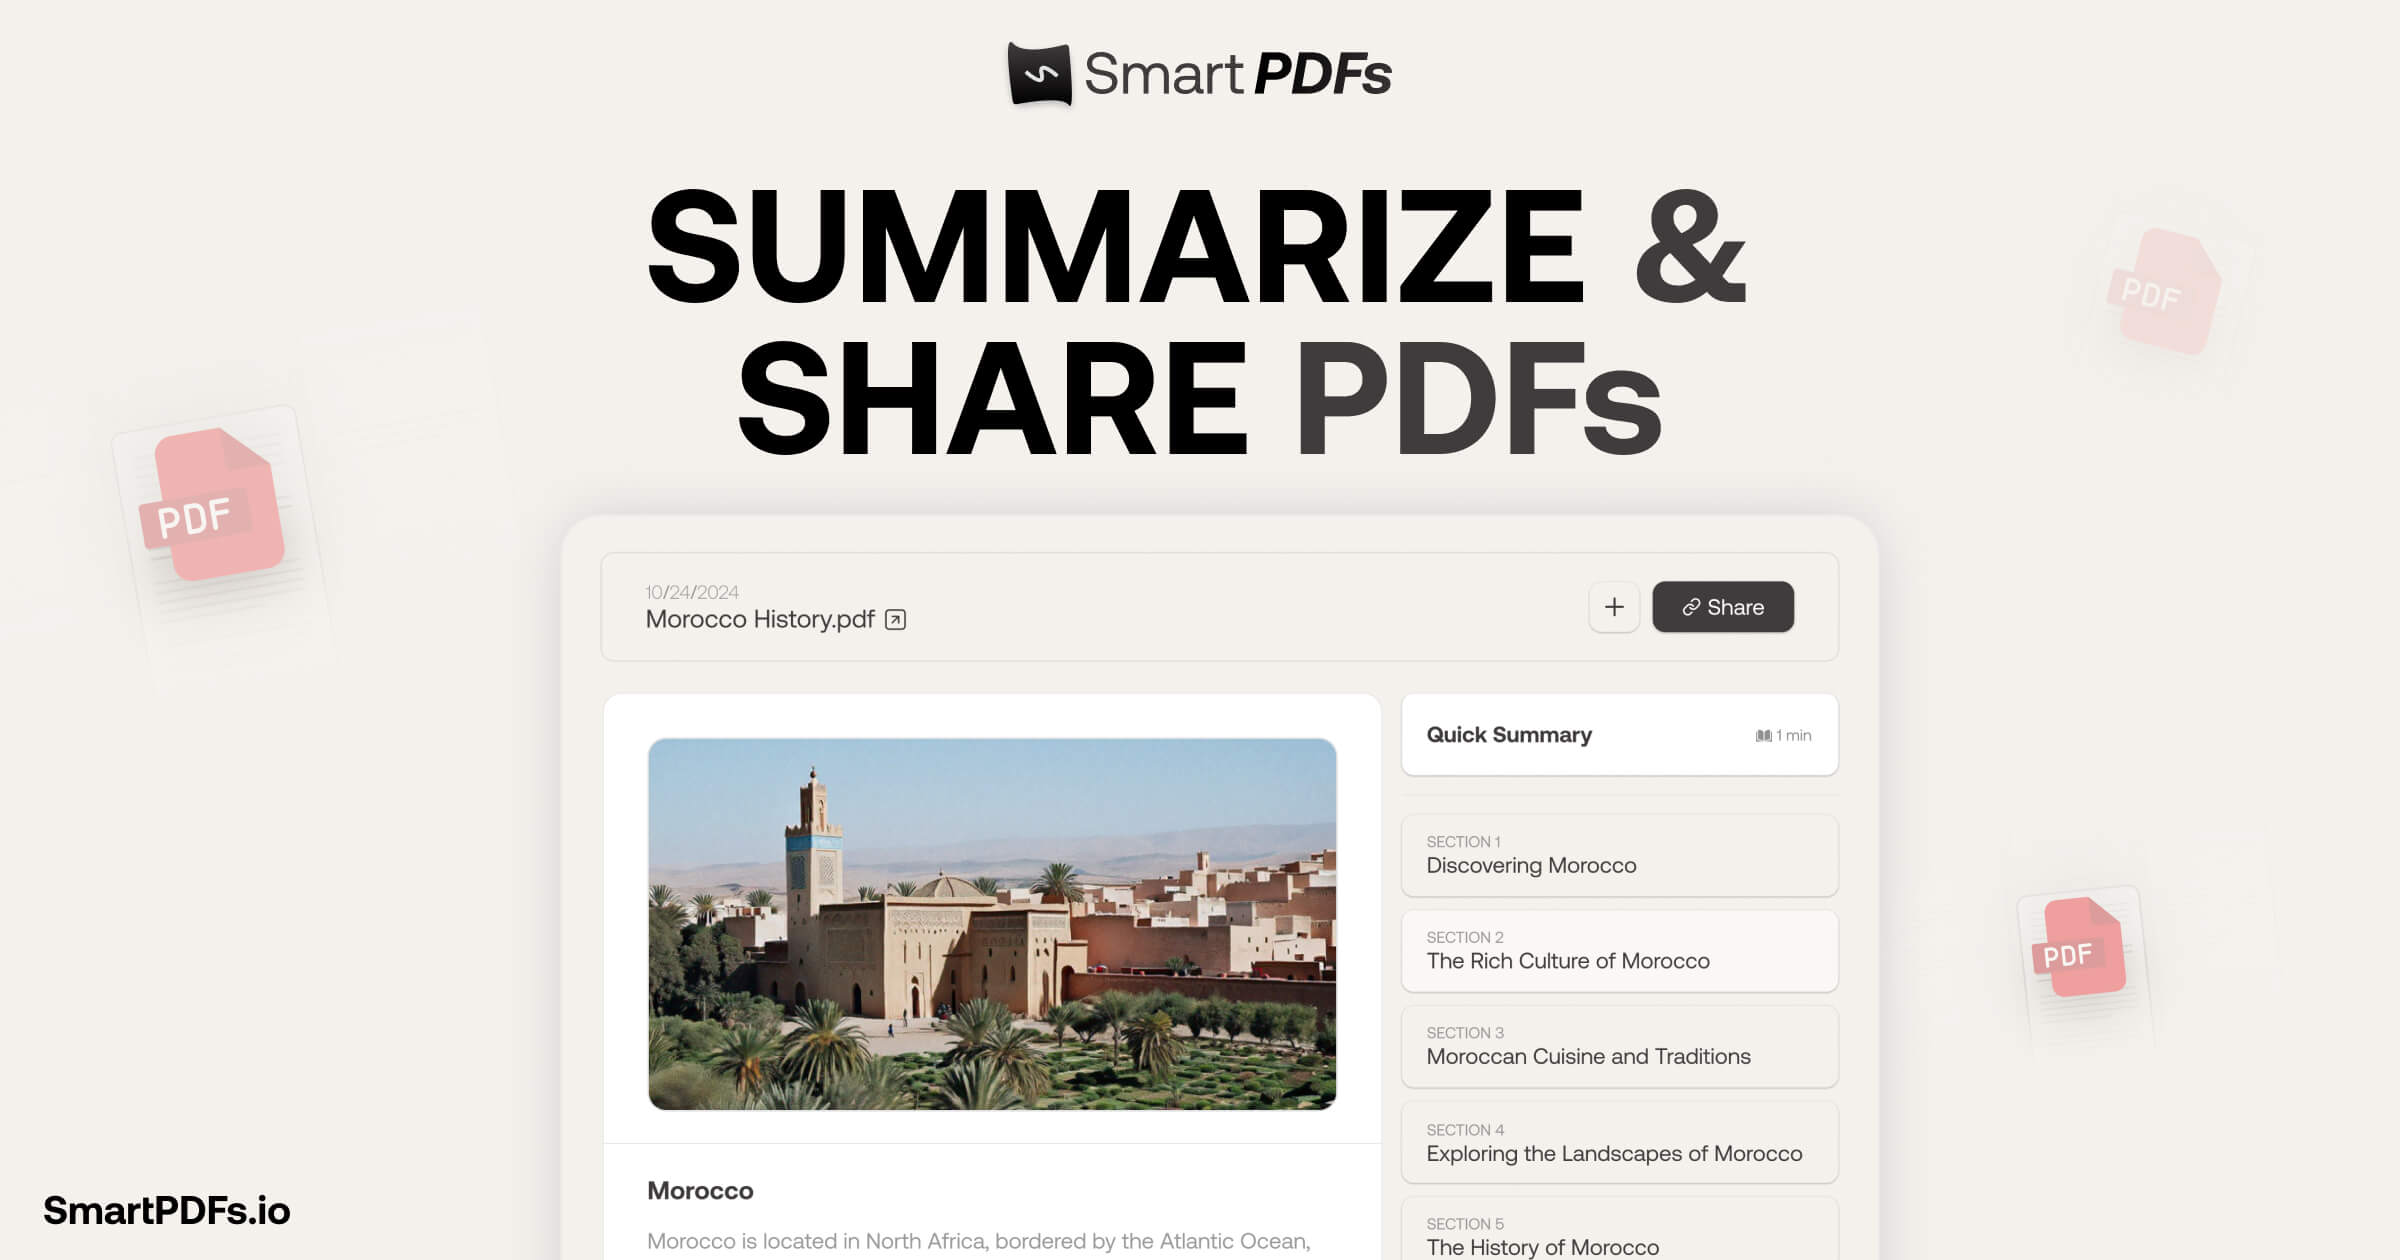 Smart PDFs
SUMMARIZE &
SHARE PDFs
PDF
PDF
10/24/2024
Morocco History.pdf
Share
Quick Summary
1 min
SECTION 1
Discovering Morocco
SECTION 2
The Rich Culture of Morocco
SECTION 3
Moroccan Cuisine and Traditions
SECTION 4
Exploring the Landscapes of Morocco
SECTION 5
The History of Morocco
Morocco
Morocco is located in North Africa, bordered by the Atlantic Ocean,
PDF
SmartPDFs.io